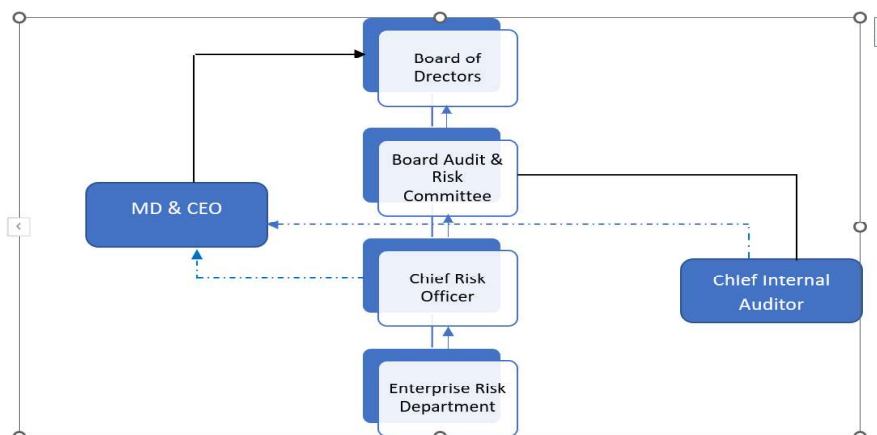 Board of
Drectors
Board Audit &
Risk
Committee
MD & CEO
Chief Risk
Officer
Chief Internal
Auditor
Enterprise Risk
Department